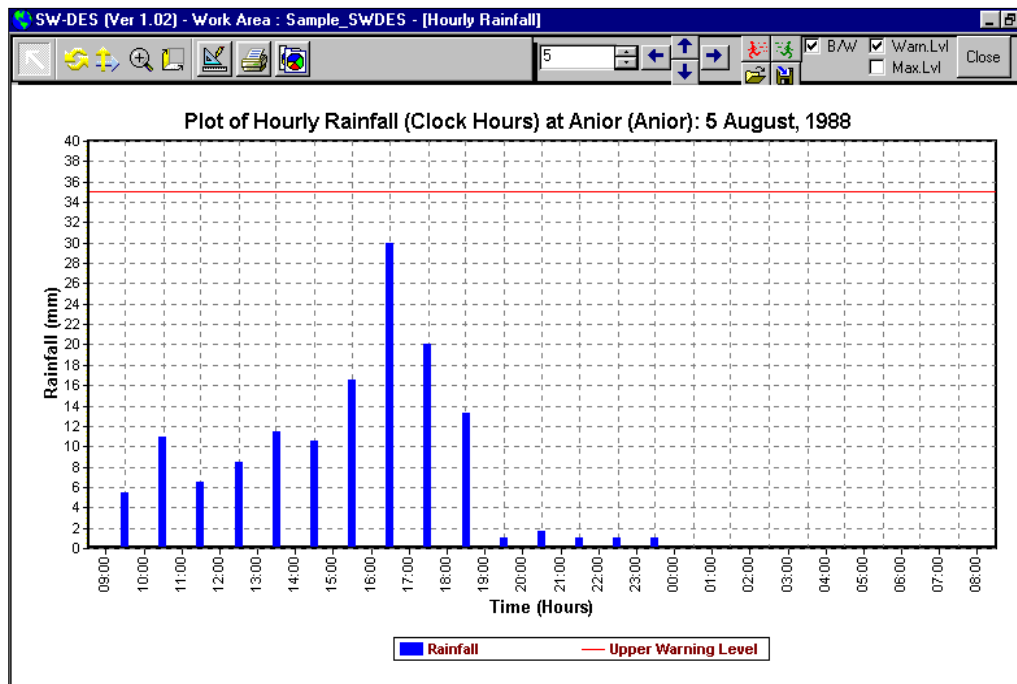 SW-DES (Ver 1.02) - Work Area : Sample_SWDES - [Hourly Rainfall]
5
B/W
Warn.Lvl
Max.Lvl
Close
Plot of Hourly Rainfall (Clock Hours) at Anior (Anior): 5 August, 1988
Rainfall (mm)
40
38
36
34
32
30
28
26
24
22
20
18
16
14
12
10
8
6
4
2
0
09:00 10:00 11:00 12:00 13:00 14:00 15:00 16:00 17:00 18:00 19:00 20:00 21:00 22:00 23:00 00:00 01:00 02:00 03:00 04:00 05:00 06:00 07:00 08:00
Time (Hours)
Rainfall Upper Warning Level